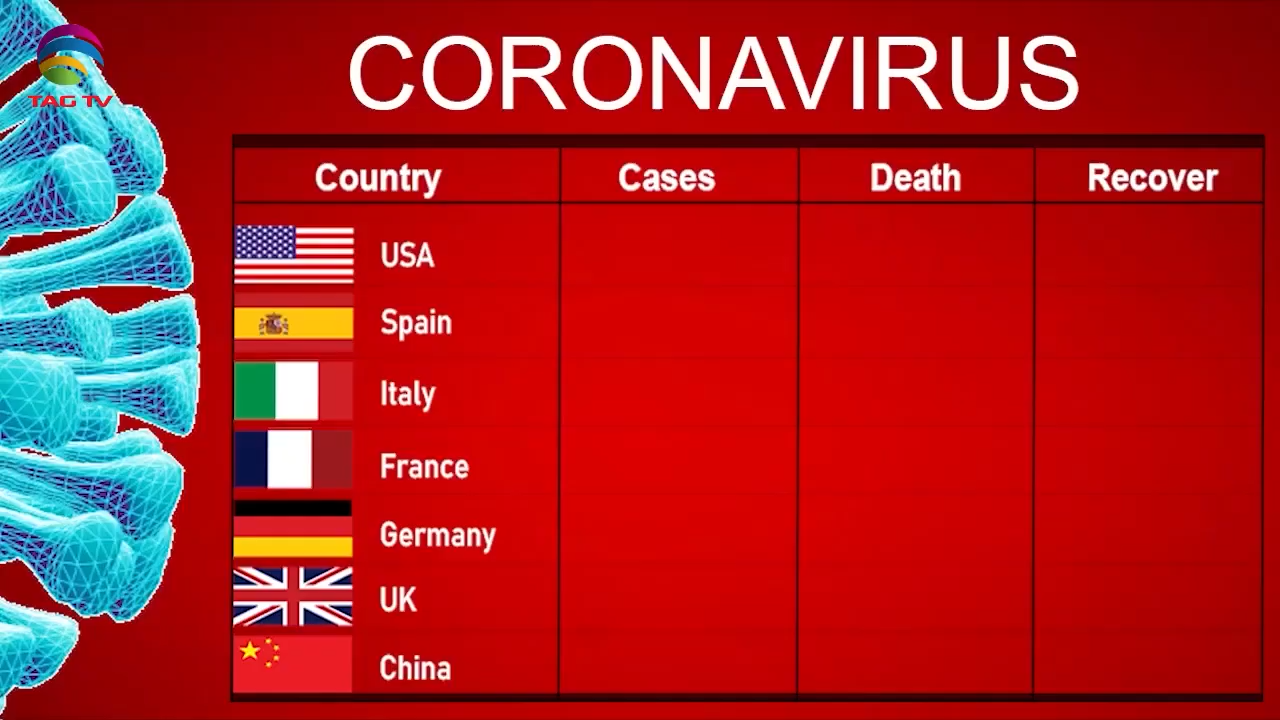 TAG TV
CORONAVIRUS
Country Cases Death Recover
USA
Spain
Italy
France
Germany
UK
China